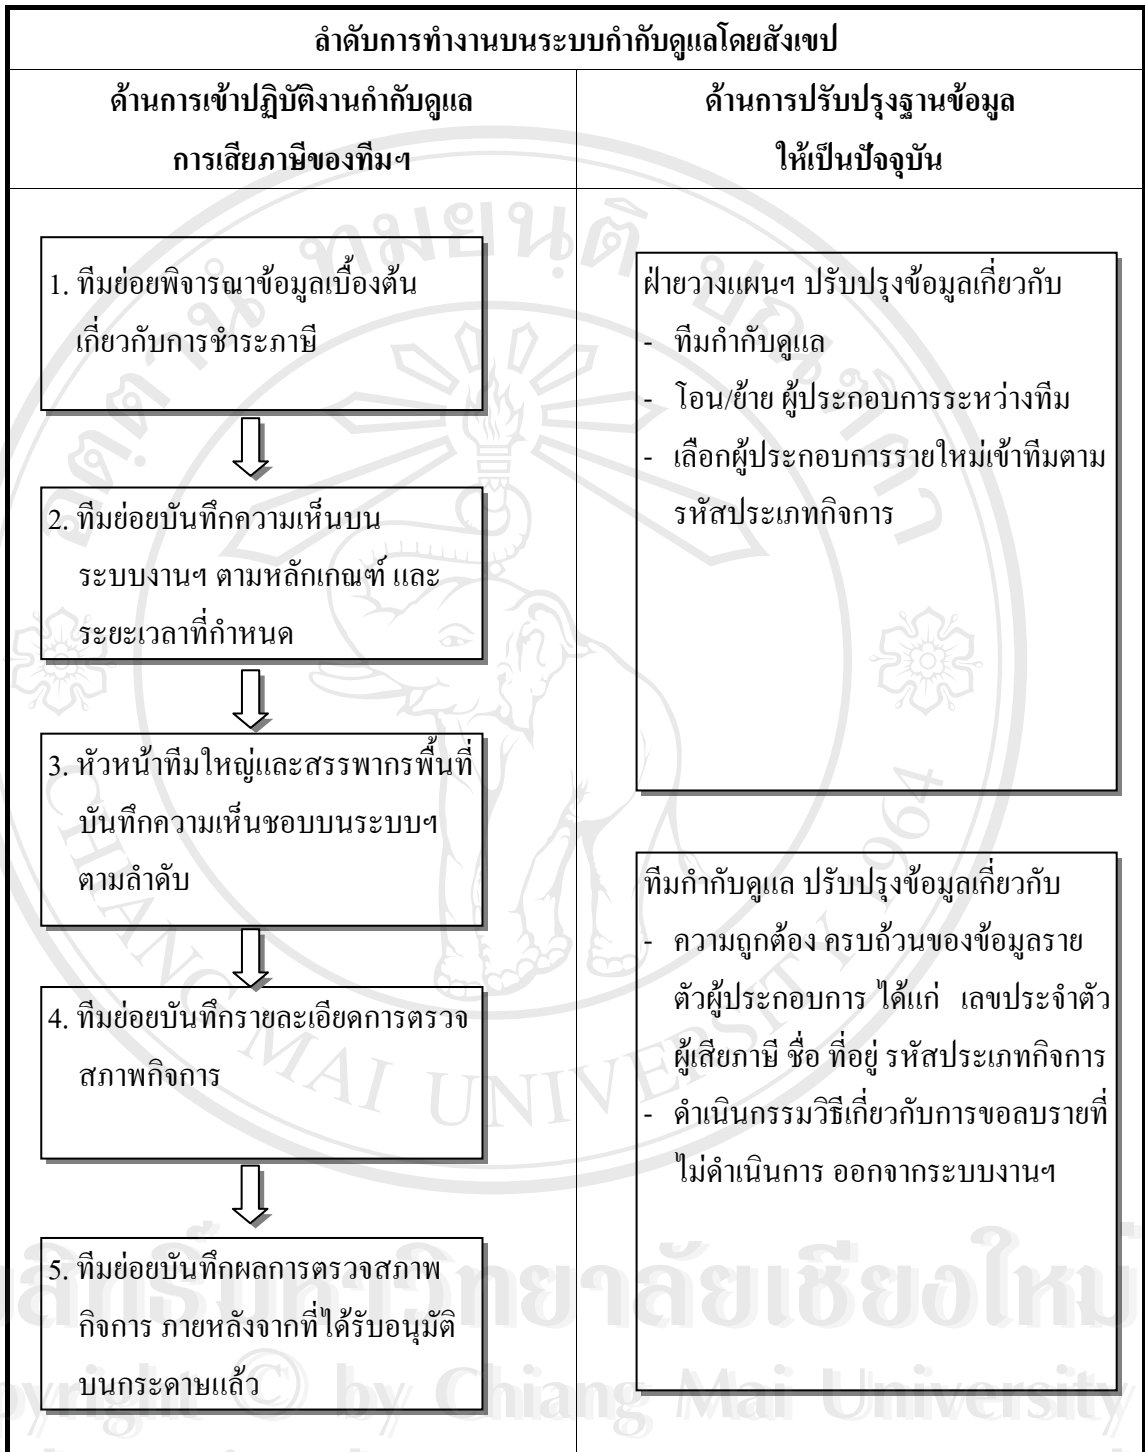 ลำดับการทำงานบนระบบกำกับดูแลโดยสังเขป
ด้านการเข้าปฏิบัติงานกำกับดูแล
การเสียภาษีของทีมฯ
ด้านการปรับปรุงฐานข้อมูล
ให้เป็นปัจจุบัน
1. ทีมย่อยพิจารณาข้อมูลเบื้องต้น
เกี่ยวกับการชำระภาษี
2. ทีมย่อยบันทึกความเห็นบน
ระบบงานฯ ตามหลักเกณฑ์ และ
ระยะเวลาที่กำหนด
3. หัวหน้าทีมใหญ่และสรรพากรพื้นที่
บันทึกความเห็นชอบบนระบบฯ
ตามลำดับ
4. ทีมย่อยบันทึกรายละเอียดการตรวจ
สภาพกิจการ
5. ทีมย่อยบันทึกผลการตรวจสภาพ
กิจการ ภายหลังจากที่ได้รับอนุมัติ
บนกระดาษแล้ว
ฝ่ายวางแผนฯ ปรับปรุงข้อมูลเกี่ยวกับ
- ทีมกำกับดูแล
- โอน/ย้าย ผู้ประกอบการระหว่างทีม
- เลือกผู้ประกอบการรายใหม่เข้าทีมตาม
รหัสประเภทกิจการ
ทีมกำกับดูแล ปรับปรุงข้อมูลเกี่ยวกับ
- ความถูกต้อง ครบถ้วนของข้อมูลราย
ตัวผู้ประกอบการ ได้แก่ เลขประจำตัว
ผู้เสียภาษี ชื่อ ที่อยู่ รหัสประเภทกิจการ
- ดำเนินกรรมวิธีเกี่ยวกับการขอลบรายที่
ไม่ดำเนินการ ออกจากระบบงานฯ
CHIANG MAI UNIVERSITY 1964
by Chiang Mai University